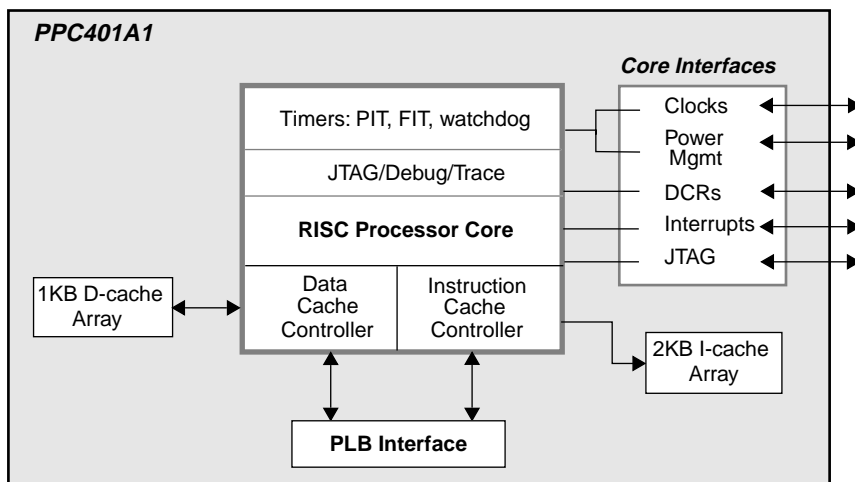 PPC401A1
Core Interfaces
Timers: PIT, FIT, watchdog
JTAG/Debug/Trace
RISC Processor Core
Data
Cache
Controller
Instruction
Cache
Controller
Clocks
Power
Mgmt
DCRs
Interrupts
JTAG
1KB D-cache
Array
2KB I-cache
Array
PLB Interface